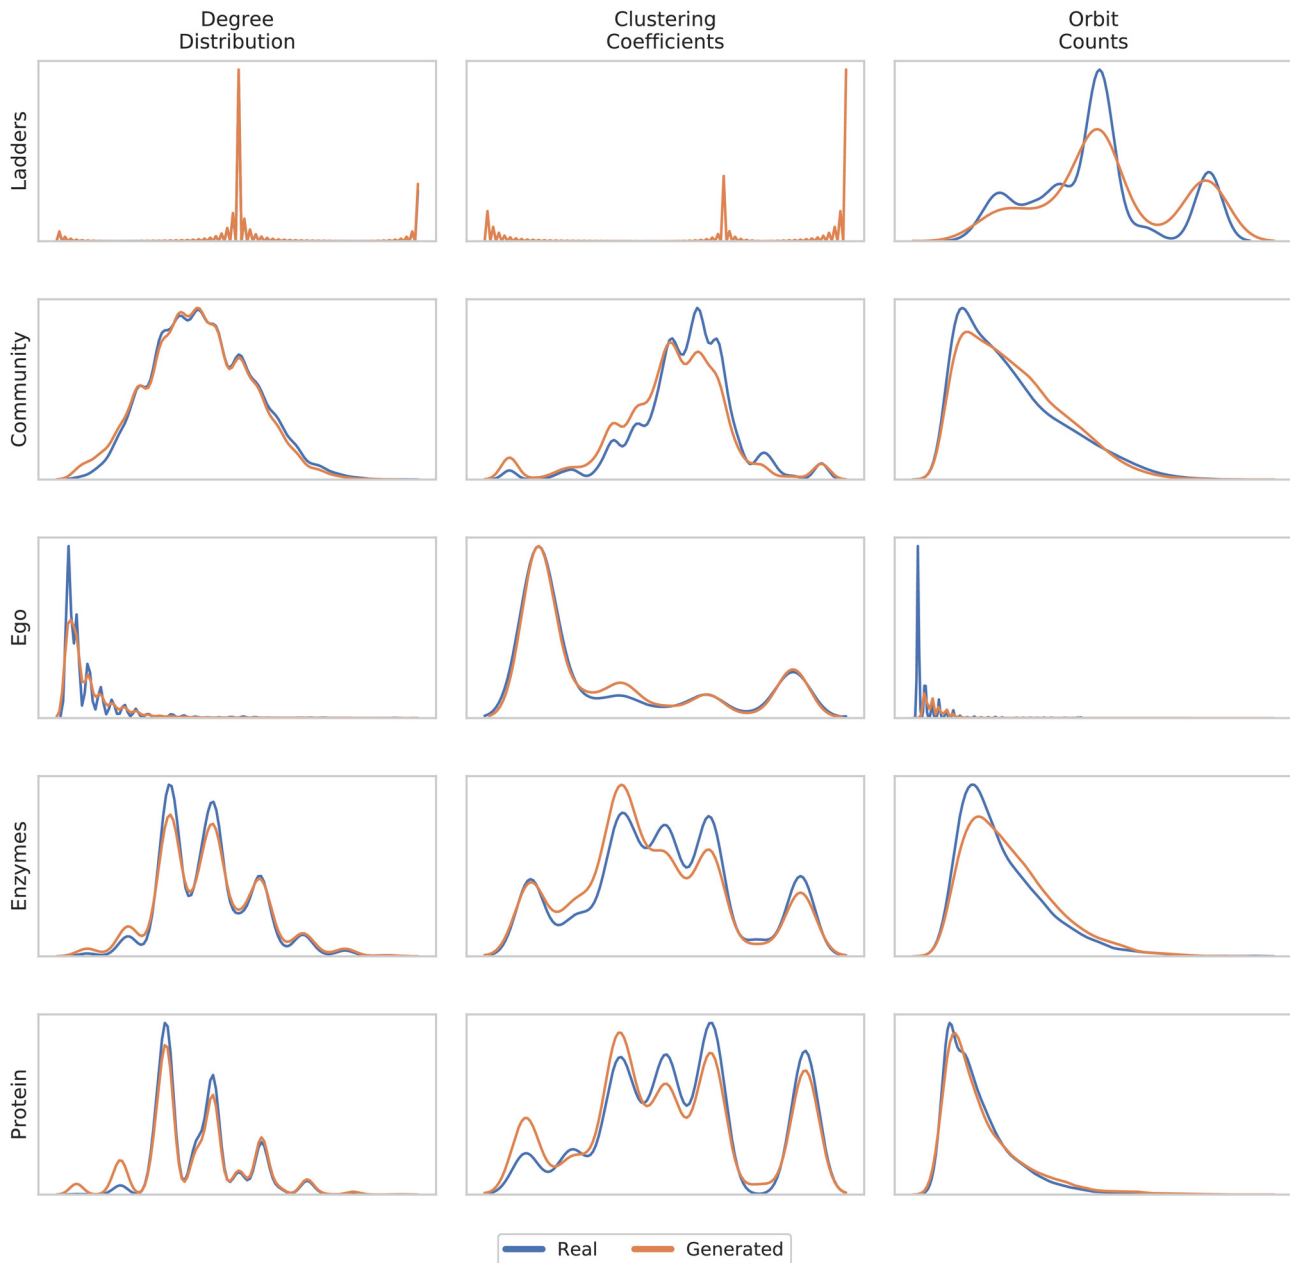 Degree
Distribution
Clustering
Coefficients
Orbit
Counts
Ladders
Community
Ego
Enzymes
Protein
Real
Generated